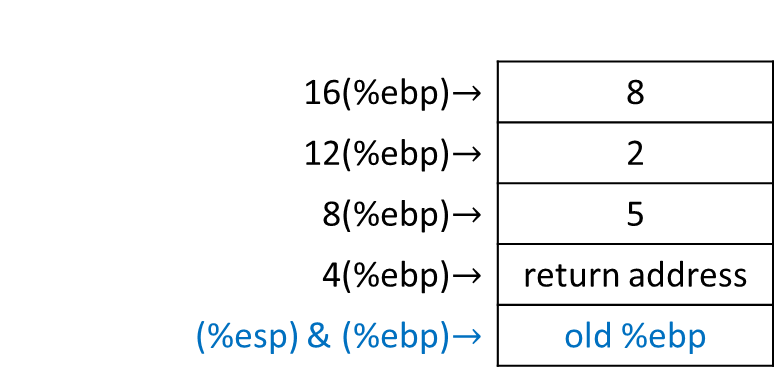 16(%ebp)→ 8
12(%ebp)→ 2
8(%ebp)→ 5
4(%ebp)→ return address
(%esp) & (%ebp)→ old %ebp